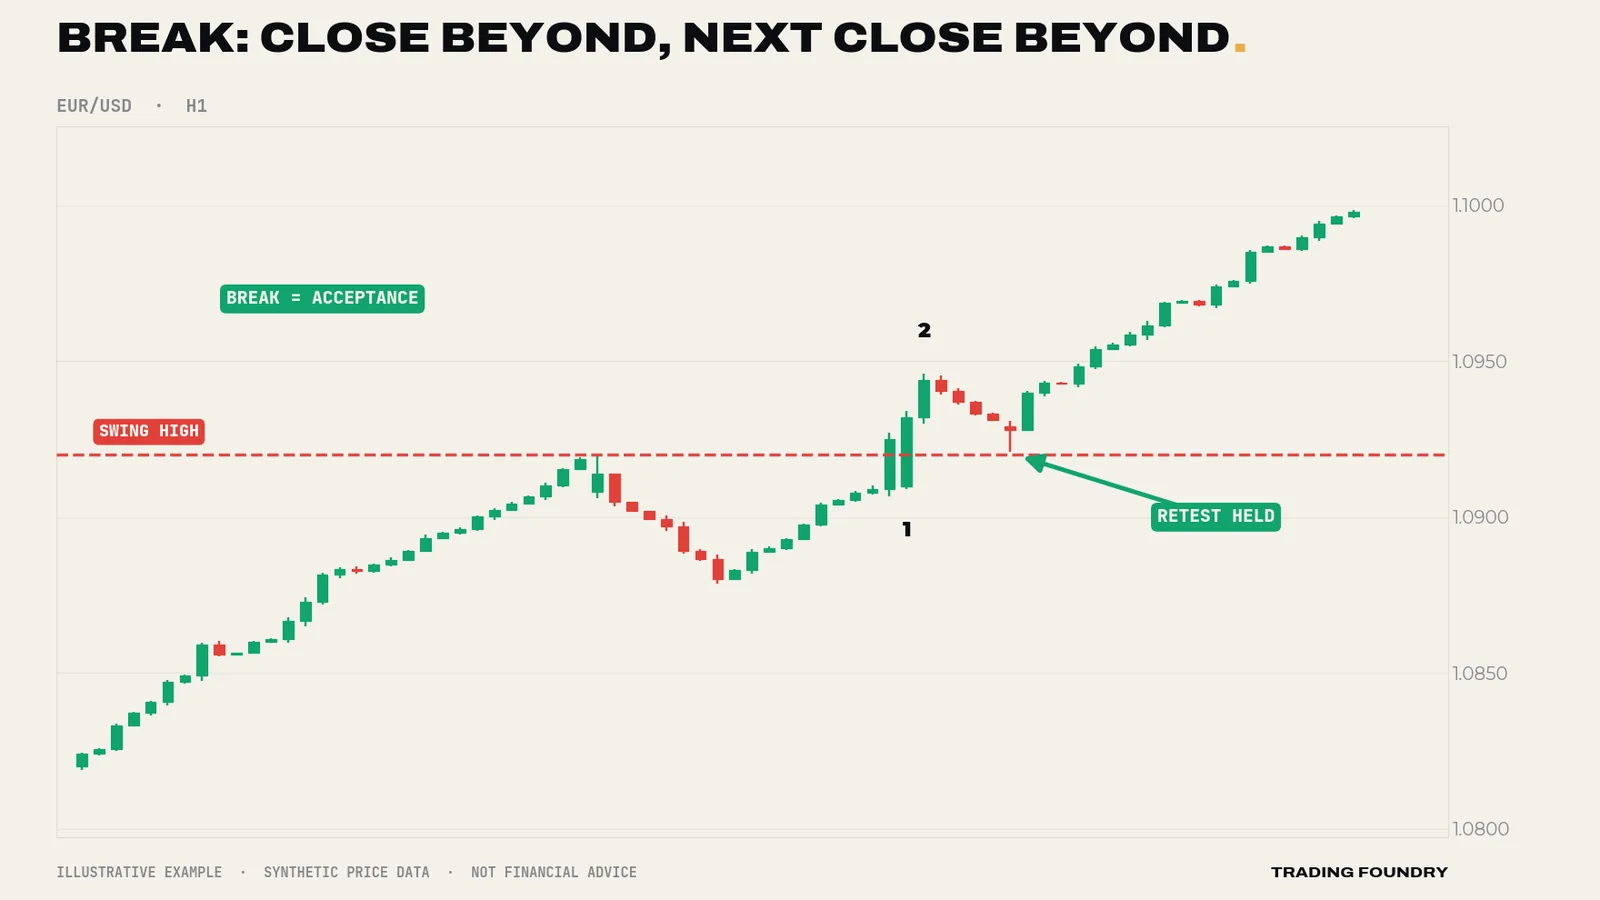 BREAK: CLOSE BEYOND, NEXT CLOSE BEYOND.
EUR/USD · H1
1.1000
BREAK = ACCEPTANCE
2
1.0950
SWING HIGH
RETEST HELD
1.0900
1
1.0850
1.0800
ILLUSTRATIVE EXAMPLE · SYNTHETIC PRICE DATA · NOT FINANCIAL ADVICE
TRADING FOUNDRY